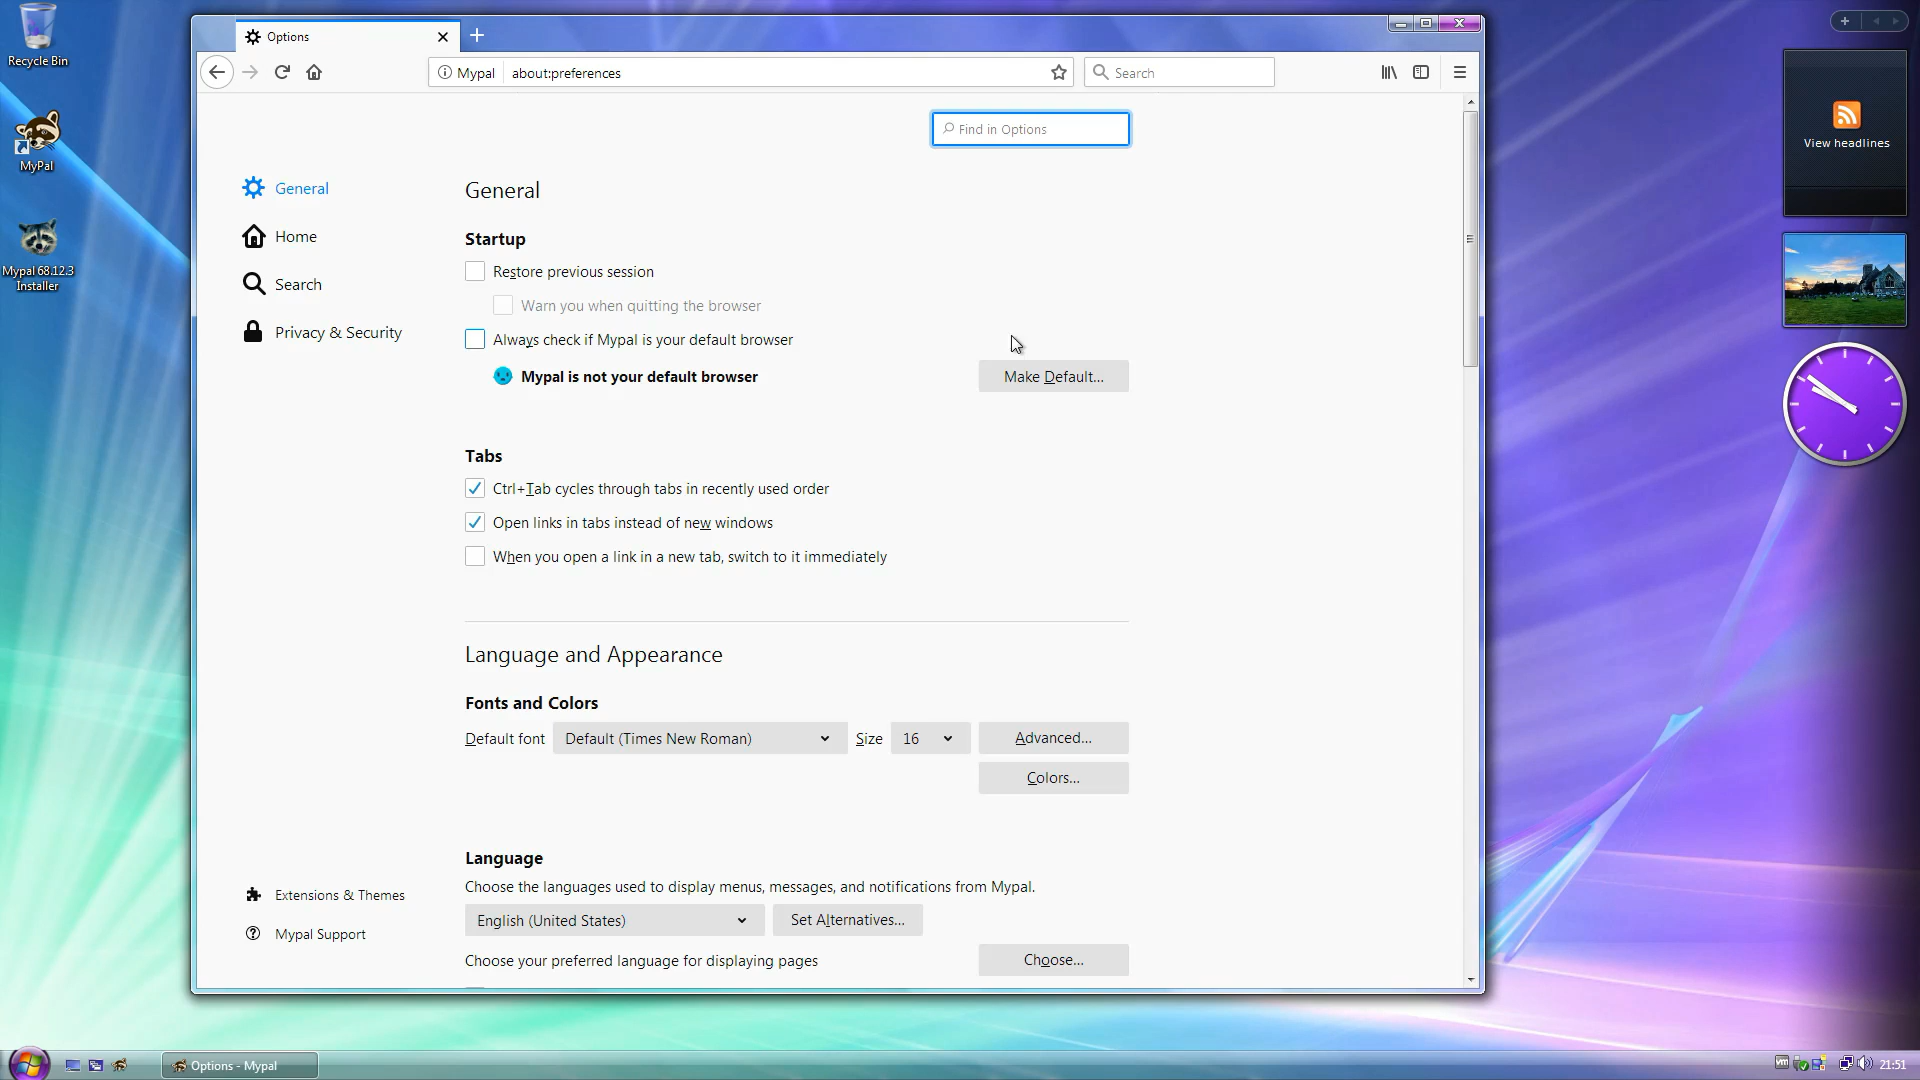 Recycle Bin
MyPal
Mypal 68.12.3
Installer
Options
Mypal
about:preferences
Search
Find in Options
General
Home
Search
Privacy & Security
Extensions & Themes
Mypal Support
General
Startup
Restore previous session
Warn you when quitting the browser
Always check if Mypal is your default browser
Mypal is not your default browser
Make Default...
Tabs
Ctrl+Tab cycles through tabs in recently used order
Open links in tabs instead of new windows
When you open a link in a new tab, switch to it immediately
Language and Appearance
Fonts and Colors
Default font Default (Times New Roman) Size 16 Advanced...
Colors...
Language
Choose the languages used to display menus, messages, and notifications from Mypal.
English (United States) Set Alternatives...
Choose your preferred language for displaying pages Choose...
View headlines
Options - Mypal
vm
21:51